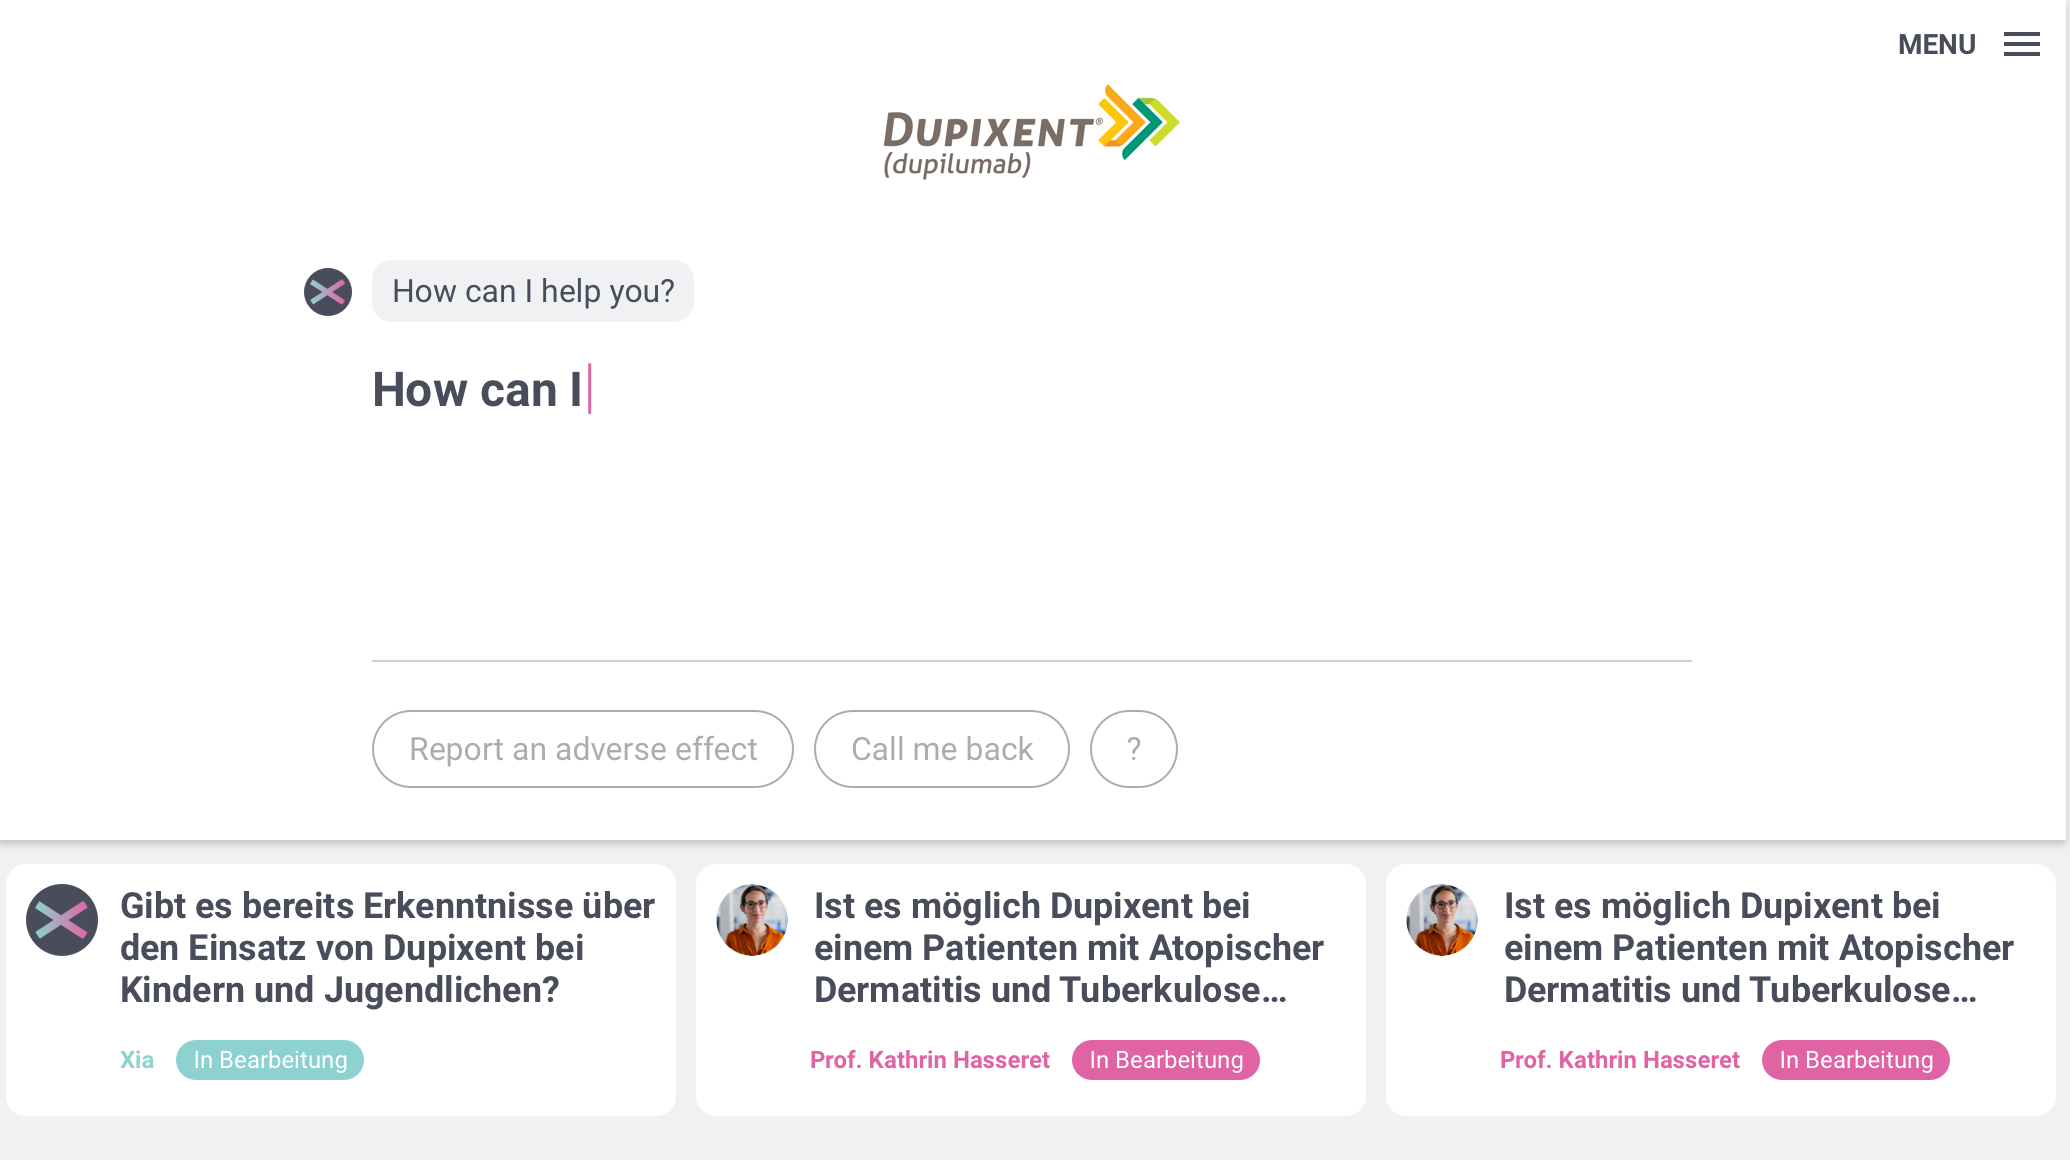 MENU
DUPIXENT®
(dupilumab)
How can I help you?
How can I
Report an adverse effect
Call me back
?
Gibt es bereits Erkenntnisse über
den Einsatz von Dupixent bei
Kindern und Jugendlichen?
Xia
In Bearbeitung
Ist es möglich Dupixent bei
einem Patienten mit Atopischer
Dermatitis und Tuberkulose...
Prof. Kathrin Hasseret
In Bearbeitung
Ist es möglich Dupixent bei
einem Patienten mit Atopischer
Dermatitis und Tuberkulose...
Prof. Kathrin Hasseret
In Bearbeitung